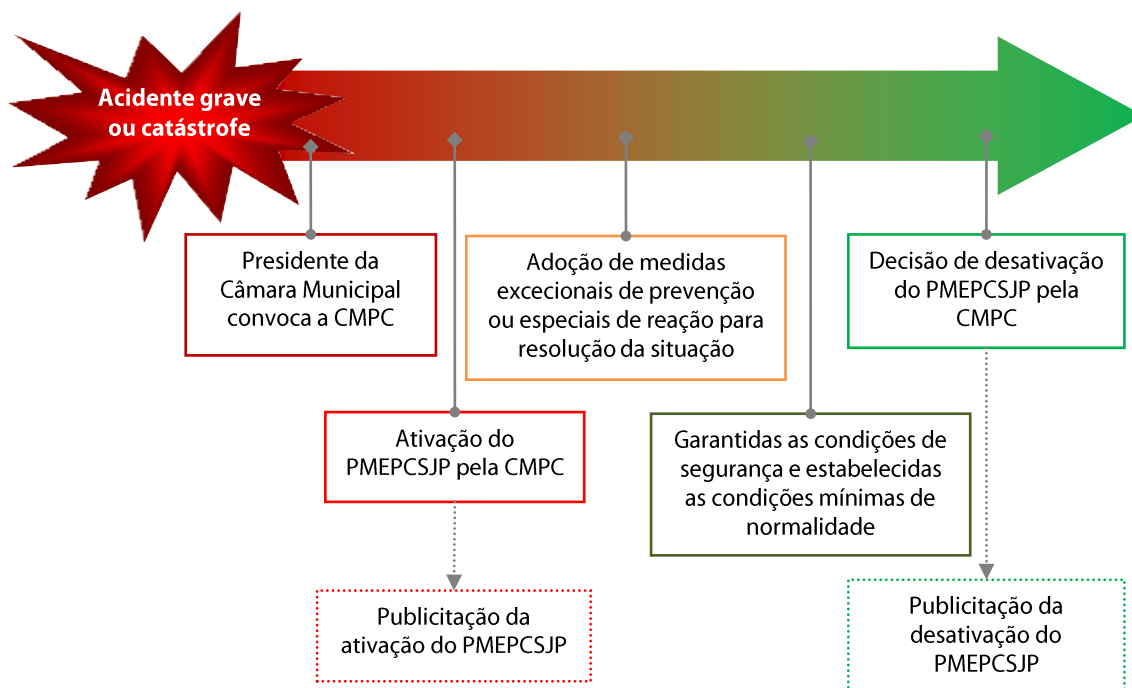 Acidente grave
ou catástrofe
Presidente da
Câmara Municipal
convoca a CMPC
Adoção de medidas
excecionais de prevenção
ou especiais de reação para
resolução da situação
Decisão de desativação
do PMEPCSJP pela
CMPC
Ativação do
PMEPCSJP pela CMPC
Garantidas as condições de
segurança e estabelecidas
as condições mínimas de
normalidade
Publicitação da
ativação do PMEPCSJP
Publicitação da
desativação do
PMEPCSJP